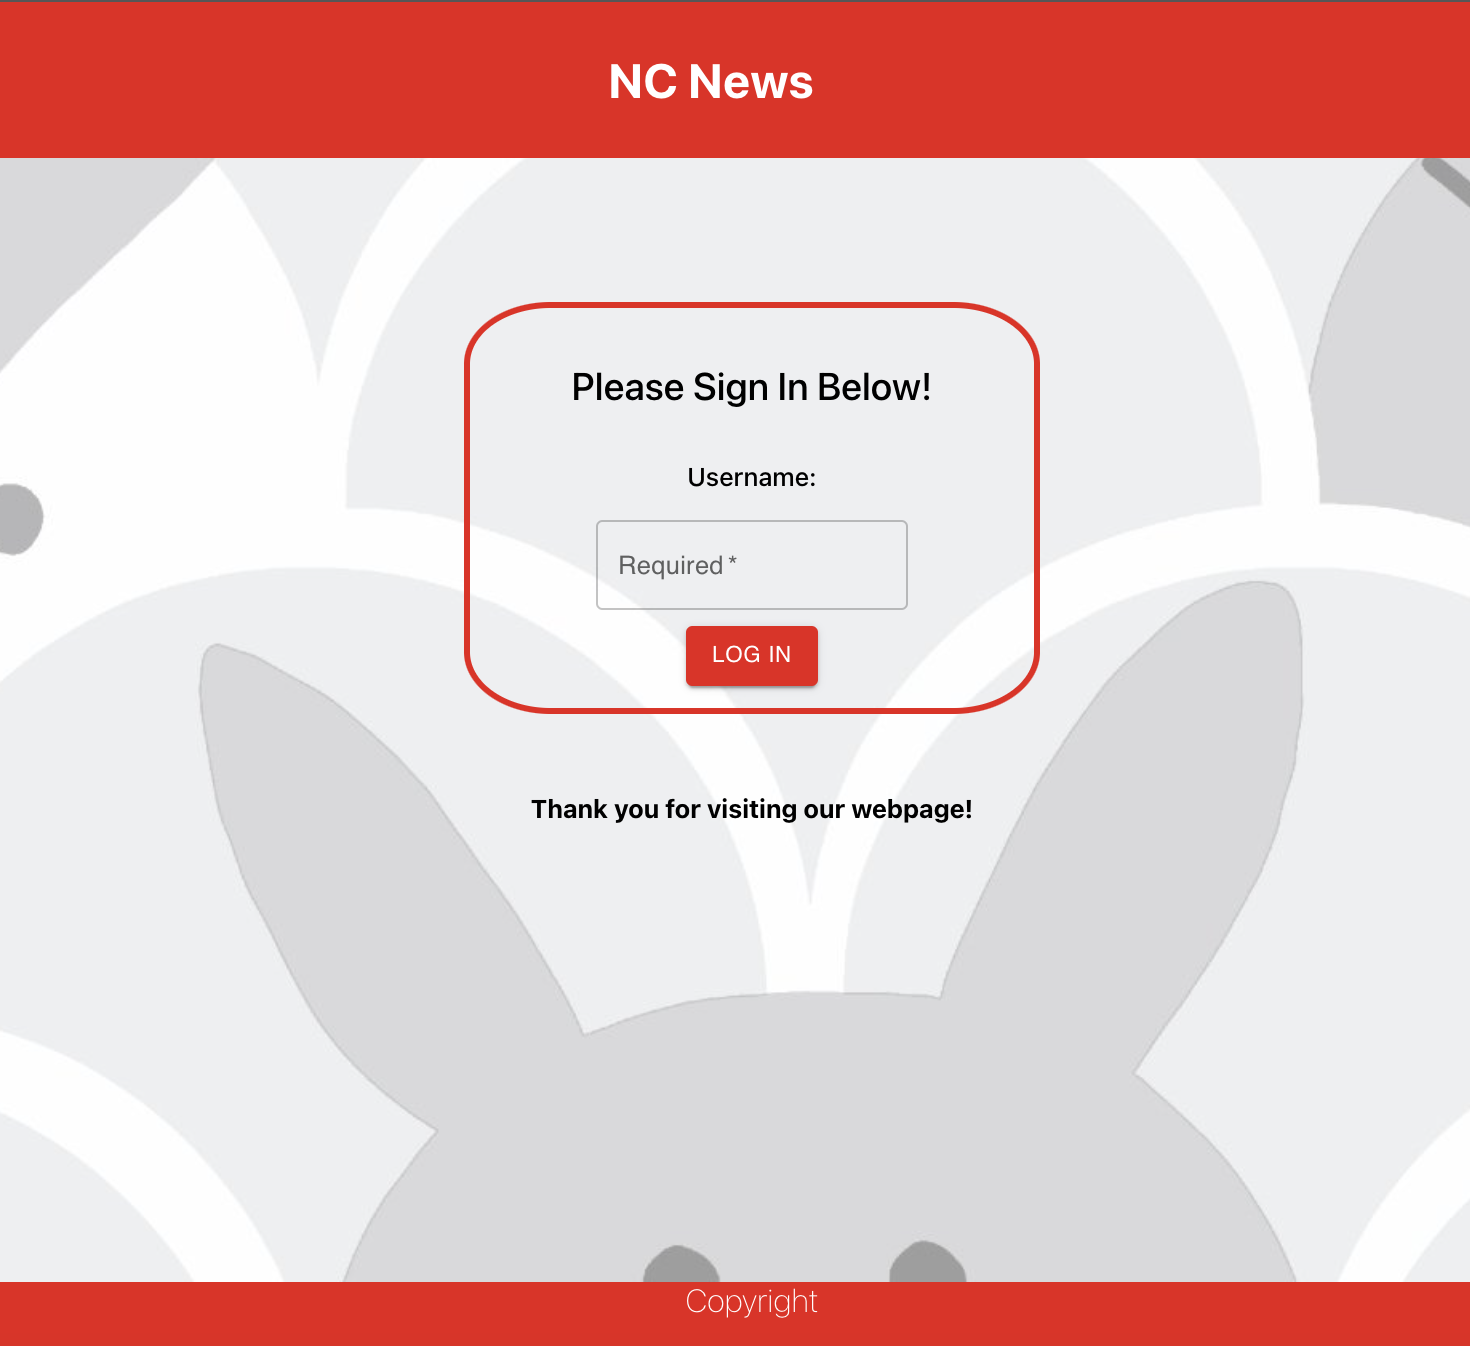 NC News
Please Sign In Below!
Username:
Required *
LOG IN
Thank you for visiting our webpage!
Copyright